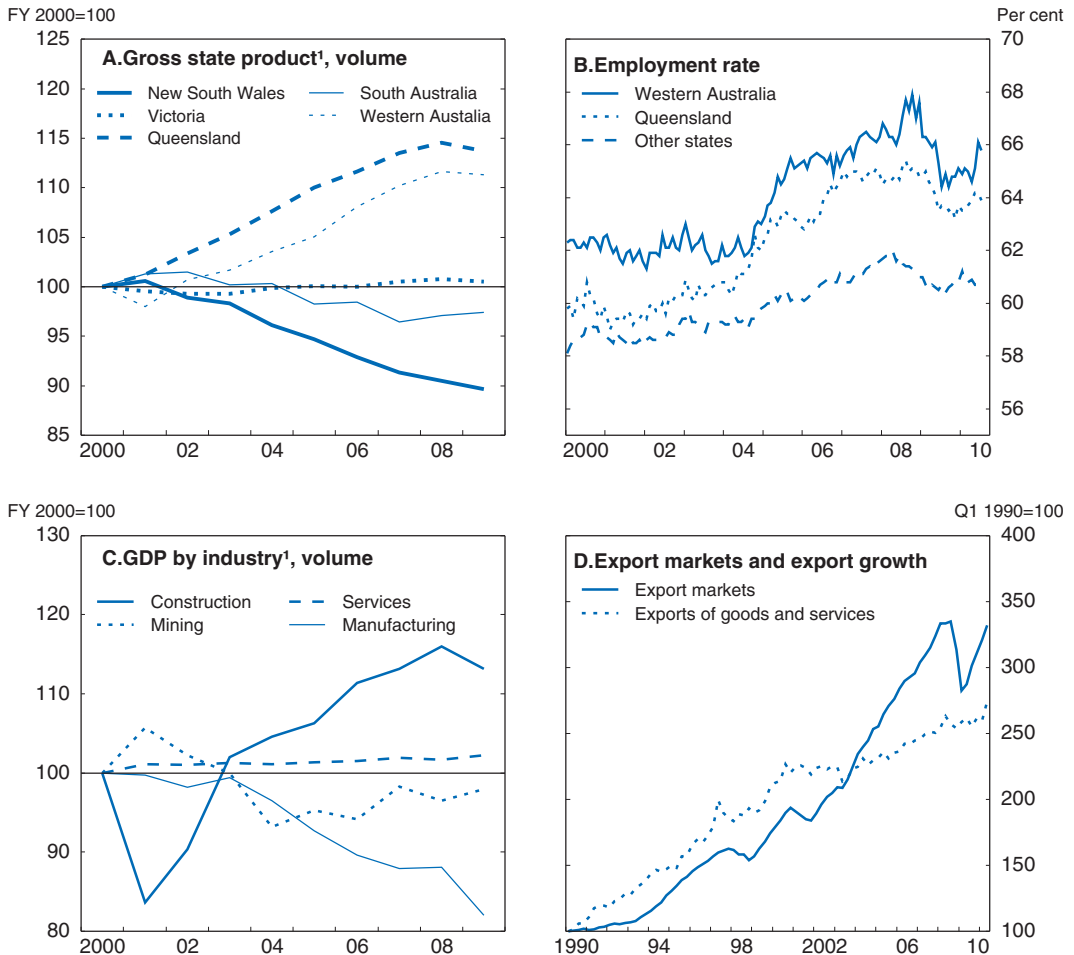 FY 2000=100
125
120
115
110
105
100
95
90
85
A.Gross state product¹, volume
New South Wales
Victoria
Queensland
South Australia
Western Austalia
2000 02 04 06 08
Per cent
70
68
66
64
62
60
58
56
B.Employment rate
Western Australia
Queensland
Other states
2000 02 04 06 08 10
FY 2000=100
130
120
110
100
90
80
C.GDP by industry¹, volume
Construction
Mining
Services
Manufacturing
2000 02 04 06 08
Q1 1990=100
400
350
300
250
200
150
100
D.Export markets and export growth
Export markets
Exports of goods and services
1990 94 98 2002 06 10